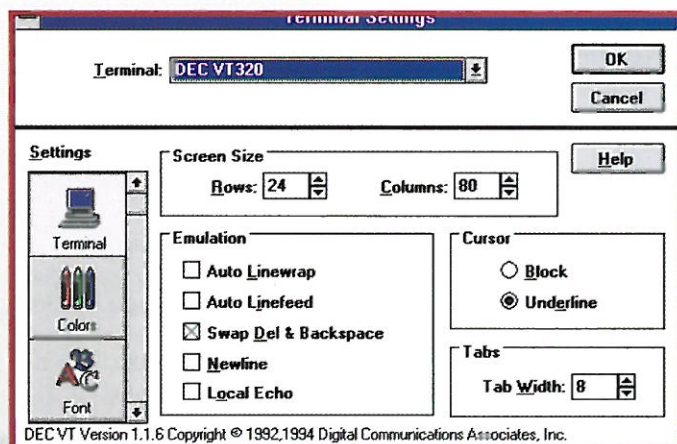 Terminal Settings
Terminal: DEC VT320
OK
Cancel
Settings
Terminal
Colors
Font
Screen Size
Rows: 24
Columns: 80
Help
Emulation
Auto Linewrap
Auto Linefeed
Swap Del & Backspace
Newline
Local Echo
Cursor
Block
Underline
Tabs
Tab Width: 8
DEC VT Version 1.1.6 Copyright © 1992,1994 Digital Communications Associates, Inc.